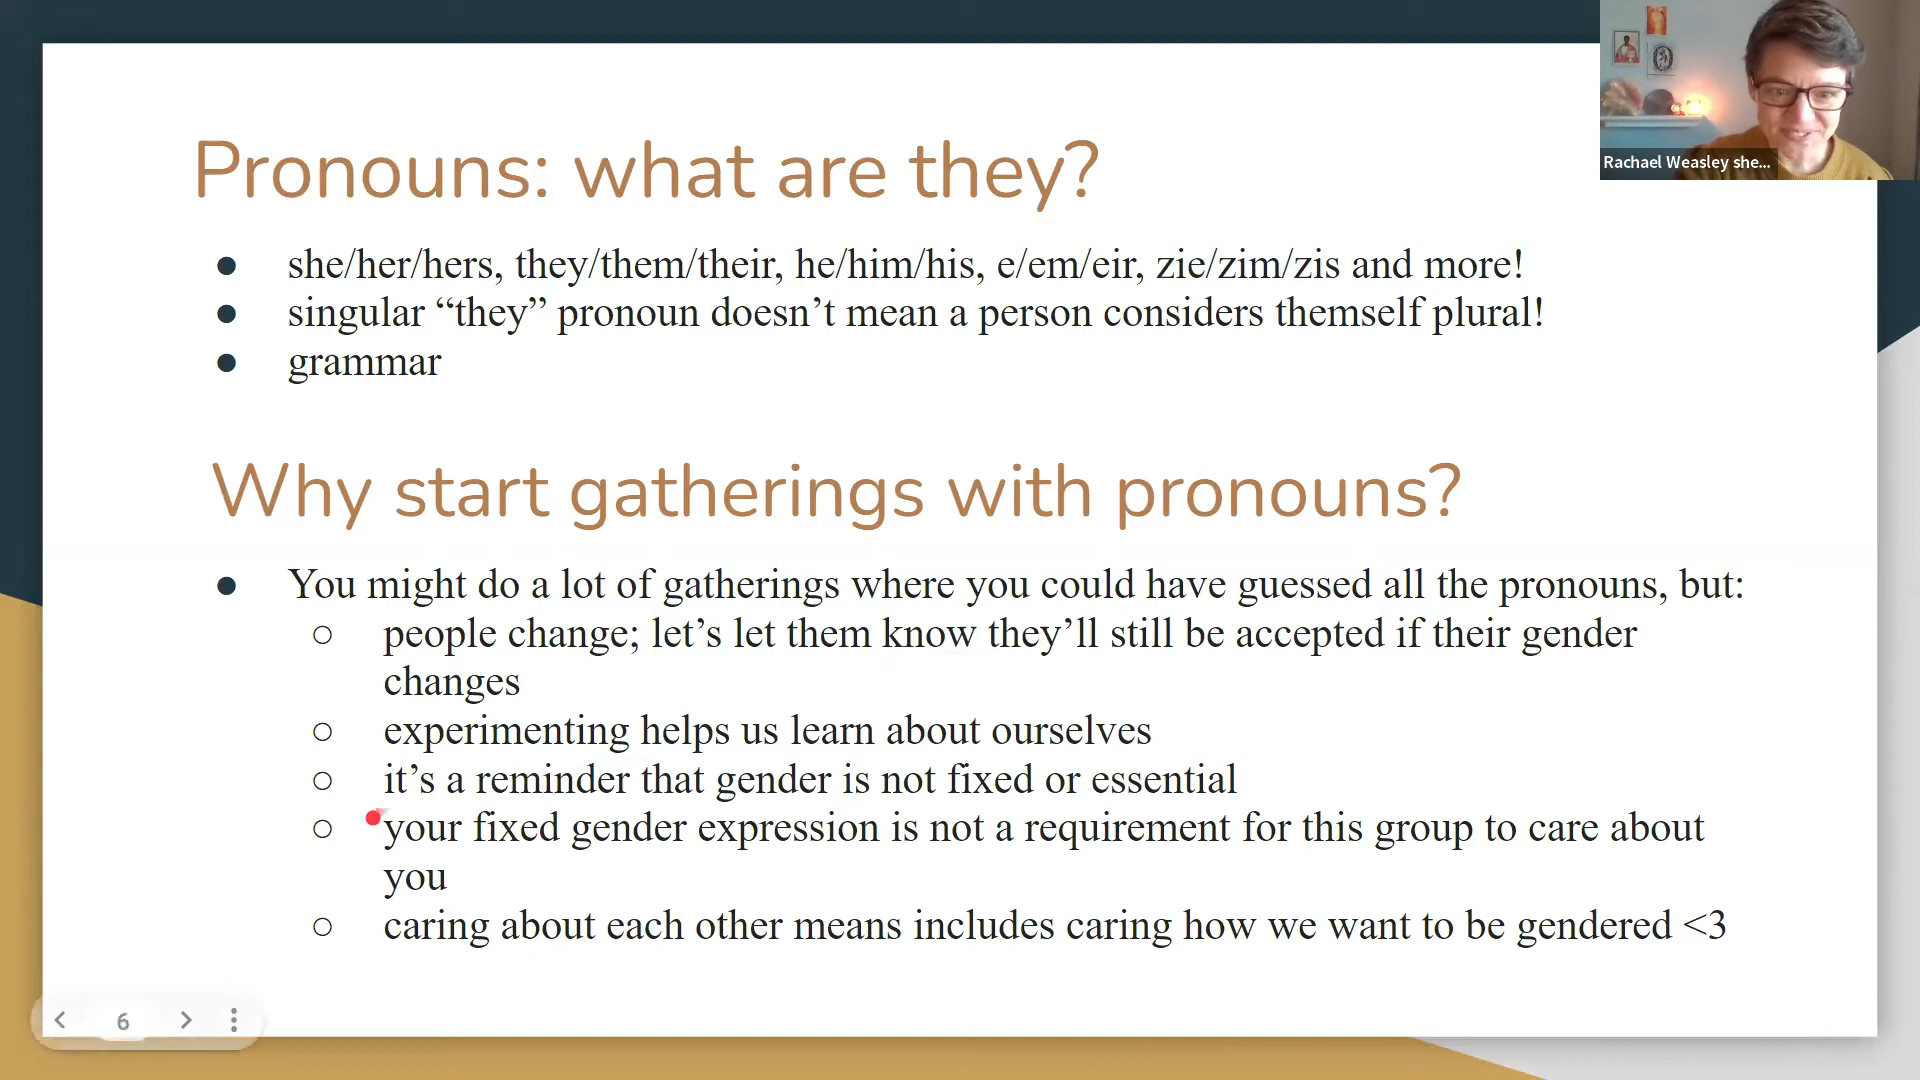 Rachael Weasley she...
Pronouns: what are they?
● she/her/hers, they/them/their, he/him/his, e/em/eir, zie/zim/zis and more!
● singular “they” pronoun doesn’t mean a person considers themself plural!
● grammar
Why start gatherings with pronouns?
● You might do a lot of gatherings where you could have guessed all the pronouns, but:
○ people change; let’s let them know they’ll still be accepted if their gender
changes
○ experimenting helps us learn about ourselves
○ it’s a reminder that gender is not fixed or essential
○ your fixed gender expression is not a requirement for this group to care about
you
○ caring about each other means includes caring how we want to be gendered <3
6